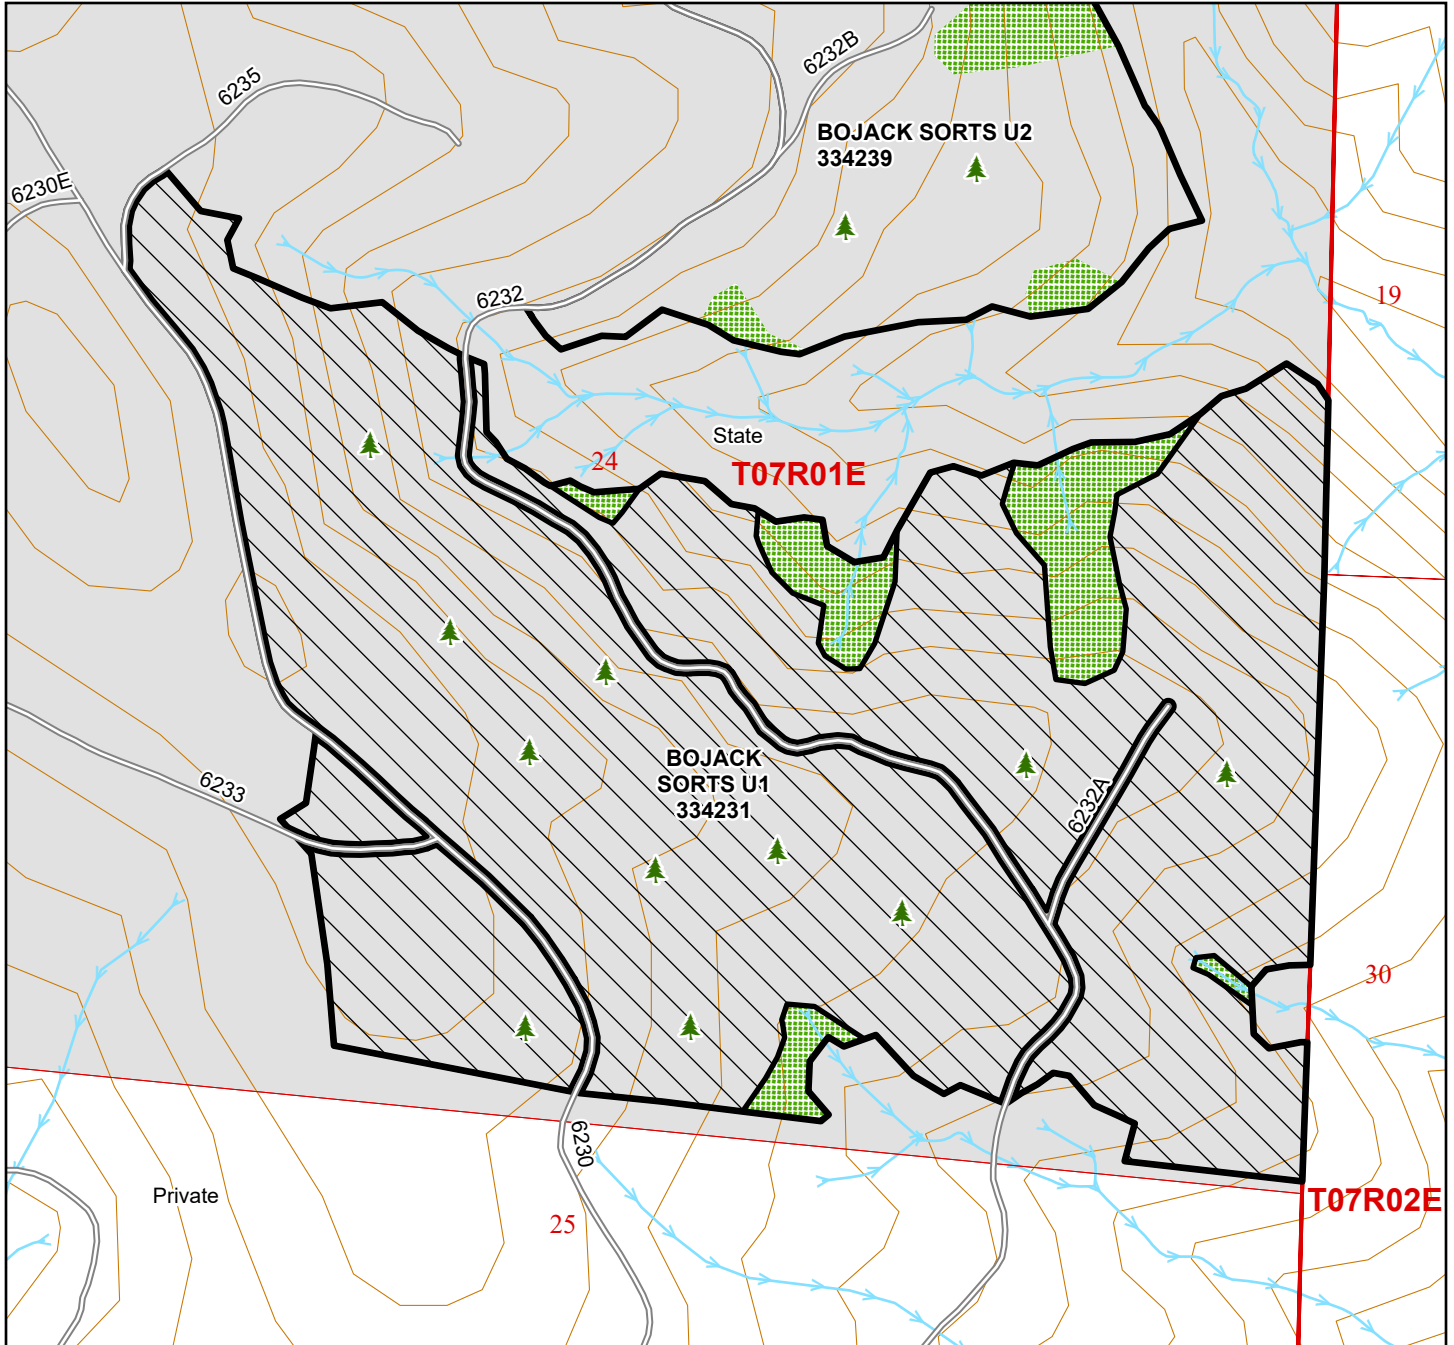 6232B
6235
BOJACK SORTS U2
334239
6230E
6232
19
State
24
T07R01E
BOJACK
SORTS U1
334231
6233
6232A
30
6230
Private
25
T07R02E